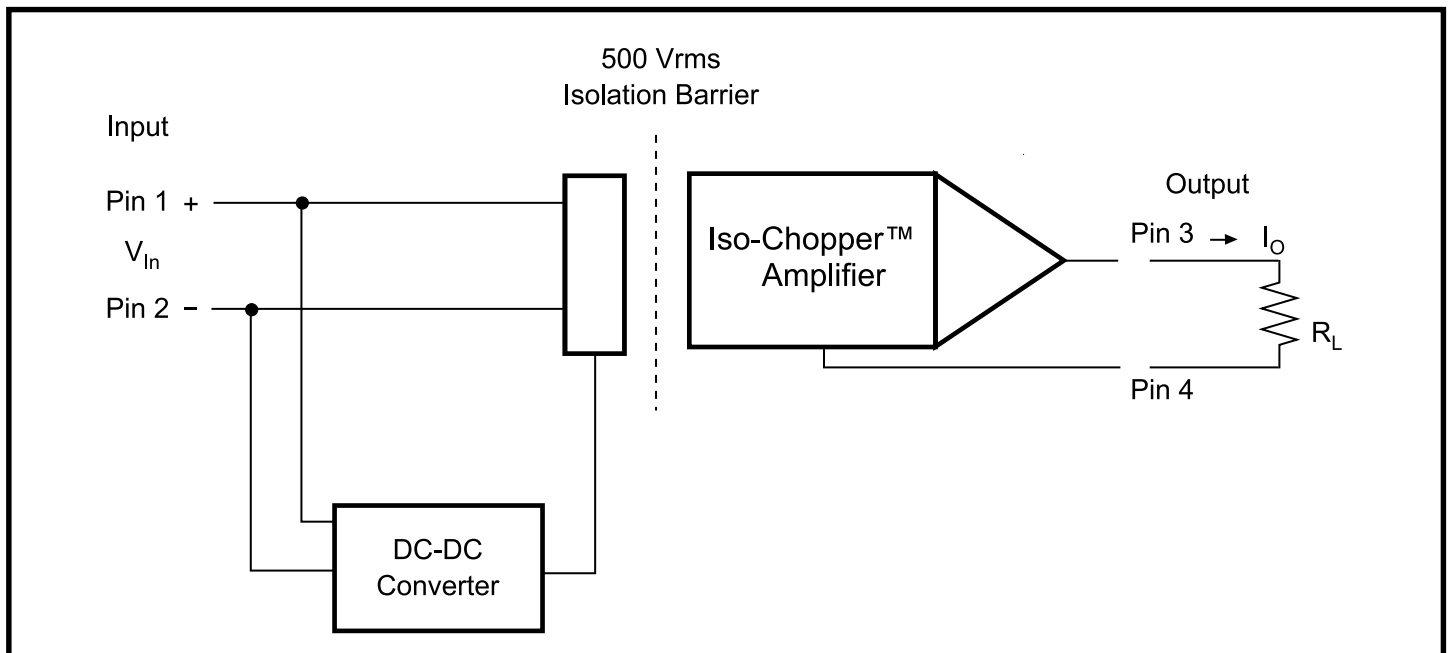 500 Vrms
Isolation Barrier
Input
Pin 1 +
V_In
Pin 2 −
Iso-Chopper™
Amplifier
Output
Pin 3 → I_O
R_L
Pin 4
DC-DC
Converter